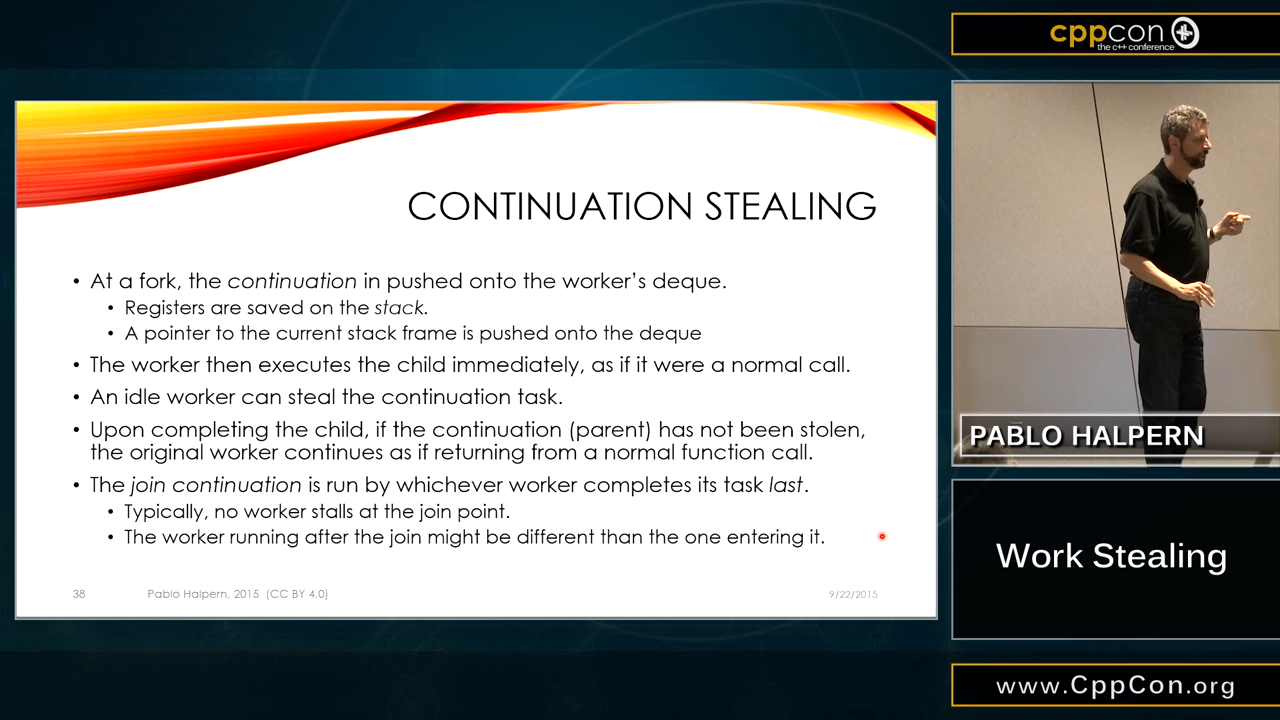 CONTINUATION STEALING
• At a fork, the continuation in pushed onto the worker's deque.
• Registers are saved on the stack.
• A pointer to the current stack frame is pushed onto the deque
• The worker then executes the child immediately, as if it were a normal call.
• An idle worker can steal the continuation task.
• Upon completing the child, if the continuation (parent) has not been stolen,
the original worker continues as if returning from a normal function call.
• The join continuation is run by whichever worker completes its task last.
• Typically, no worker stalls at the join point.
• The worker running after the join might be different than the one entering it.
38 Pablo Halpern, 2015 (CC BY 4.0) 9/22/2015
cppcon
the c++ conference
PABLO HALPERN
Work Stealing
www.CppCon.org